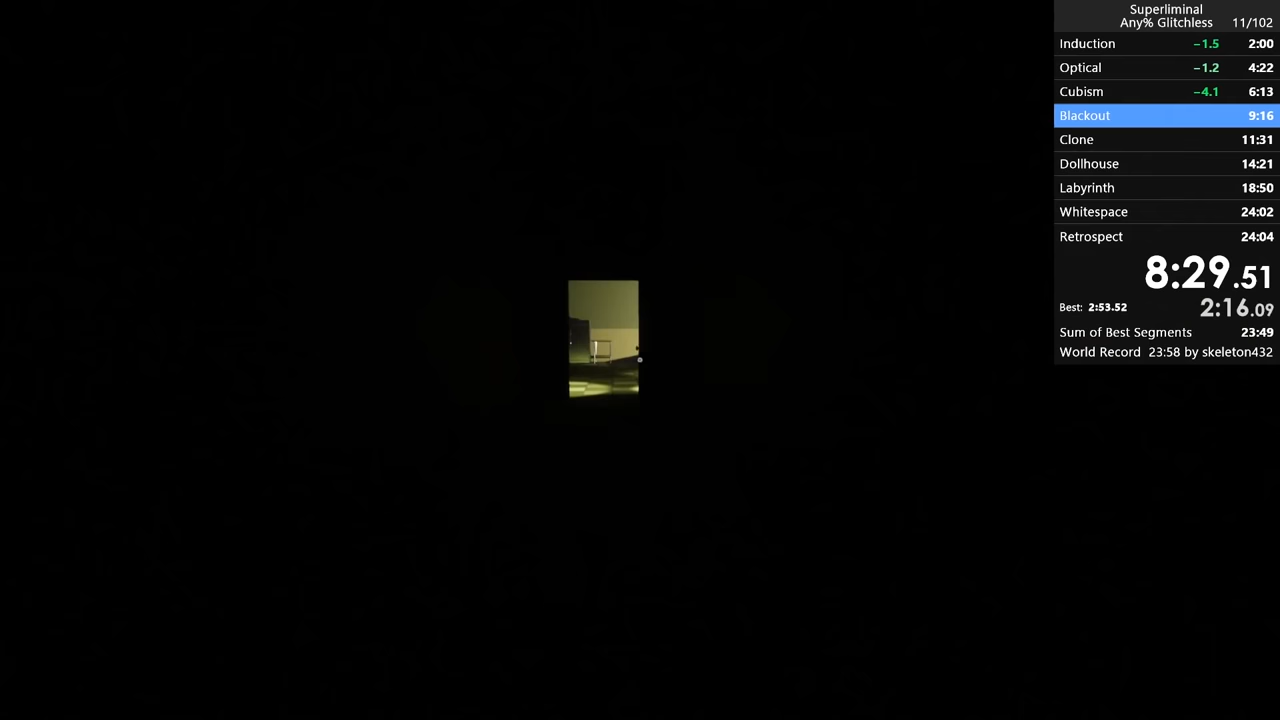 Superliminal
Any% Glitchless 11/102
Induction -1.5 2:00
Optical -1.2 4:22
Cubism -4.1 6:13
Blackout 9:16
Clone 11:31
Dollhouse 14:21
Labyrinth 18:50
Whitespace 24:02
Retrospect 24:04
8:29.51
Best: 2:53.52 2:16.09
Sum of Best Segments 23:49
World Record 23:58 by skeleton432